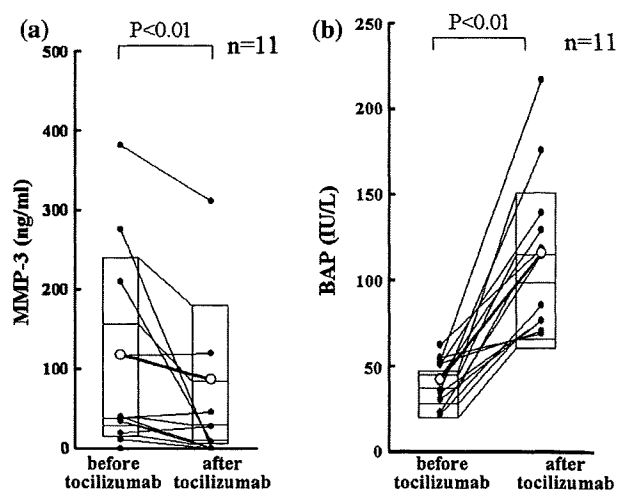 (a)
P<0.01
n=11
MMP-3 (ng/ml)
500
400
300
200
100
0
before
tocilizumab
after
tocilizumab
(b)
P<0.01
n=11
BAP (IU/L)
250
200
150
100
50
0
before
tocilizumab
after
tocilizumab